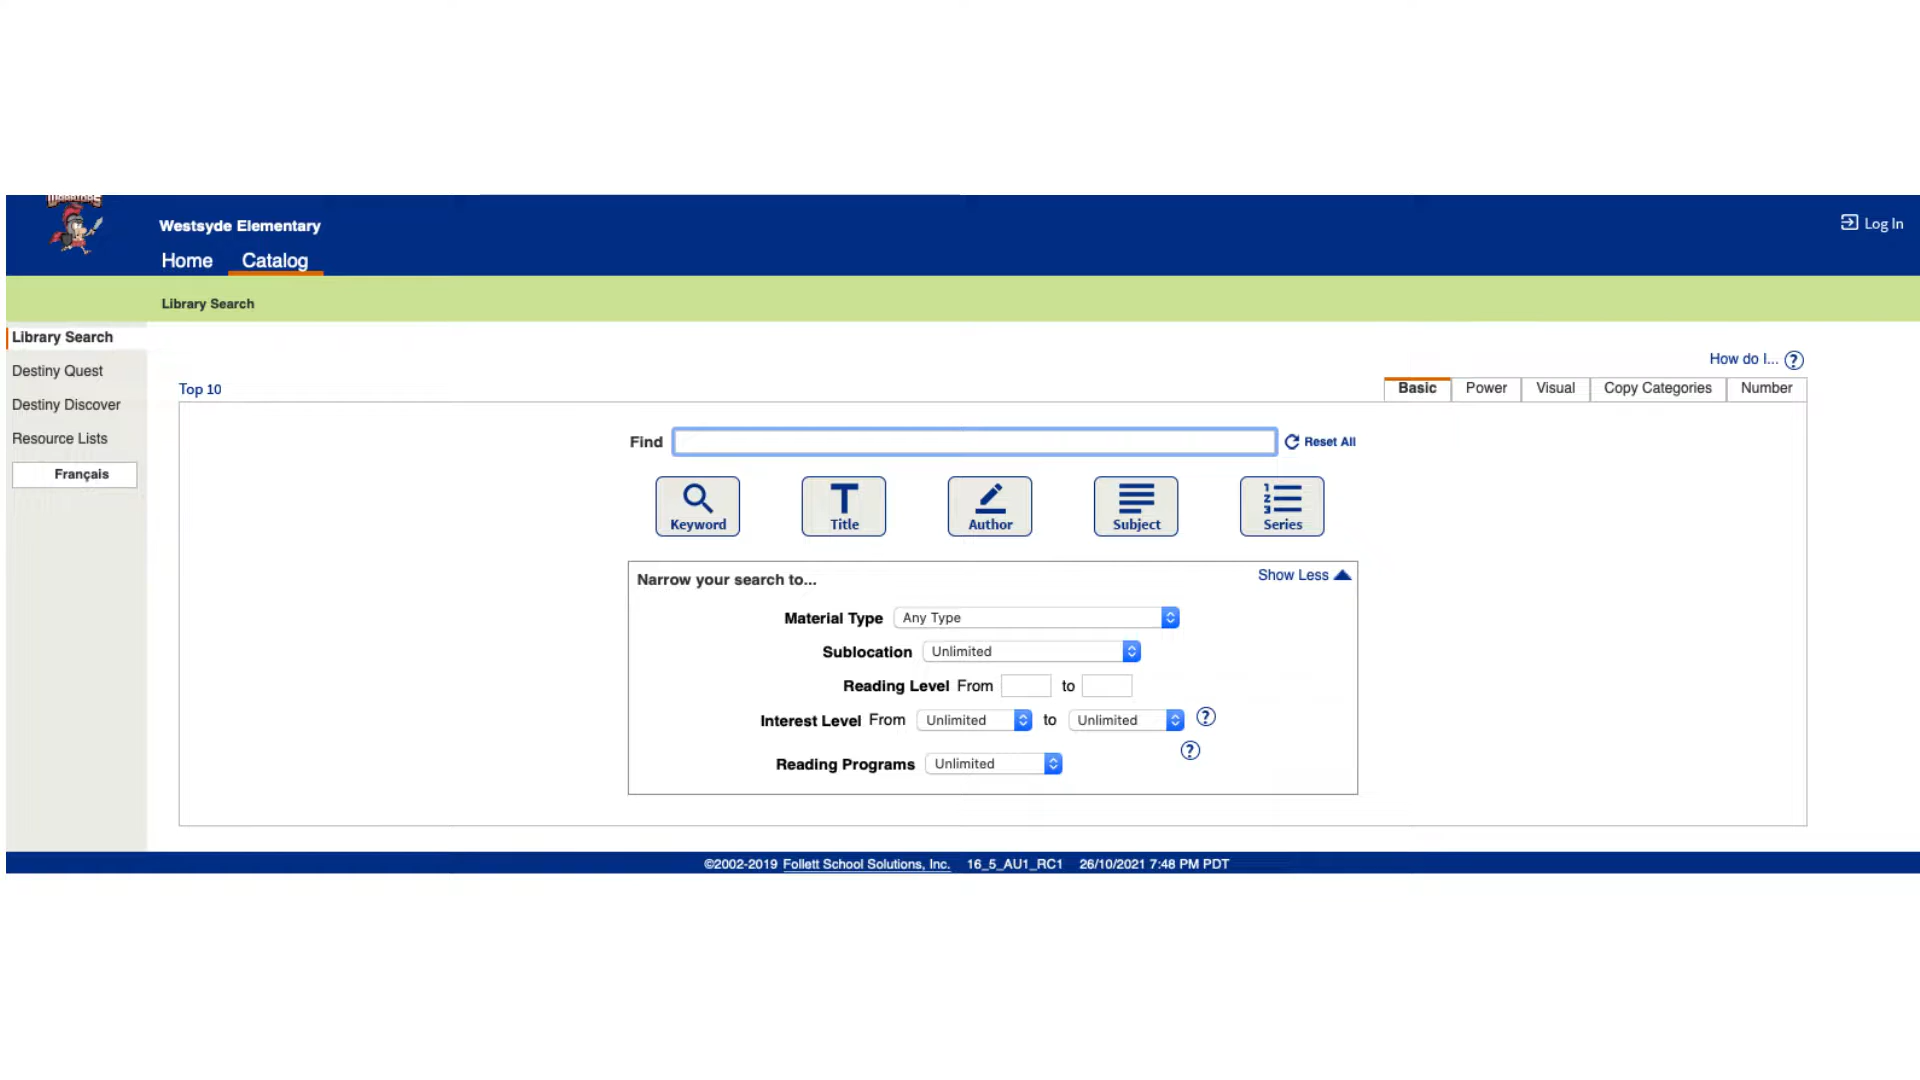 WARRIORS
Westsyde Elementary
Log In
Home Catalog
Library Search
Library Search
Destiny Quest
Destiny Discover
Resource Lists
Français
How do I... ?
Top 10
Basic Power Visual Copy Categories Number
Find
Reset All
Keyword Title Author Subject Series
Narrow your search to...
Show Less
Material Type Any Type
Sublocation Unlimited
Reading Level From to
Interest Level From Unlimited to Unlimited ?
?
Reading Programs Unlimited
©2002-2019 Follett School Solutions, Inc. 16_5_AU1_RC1 26/10/2021 7:48 PM PDT